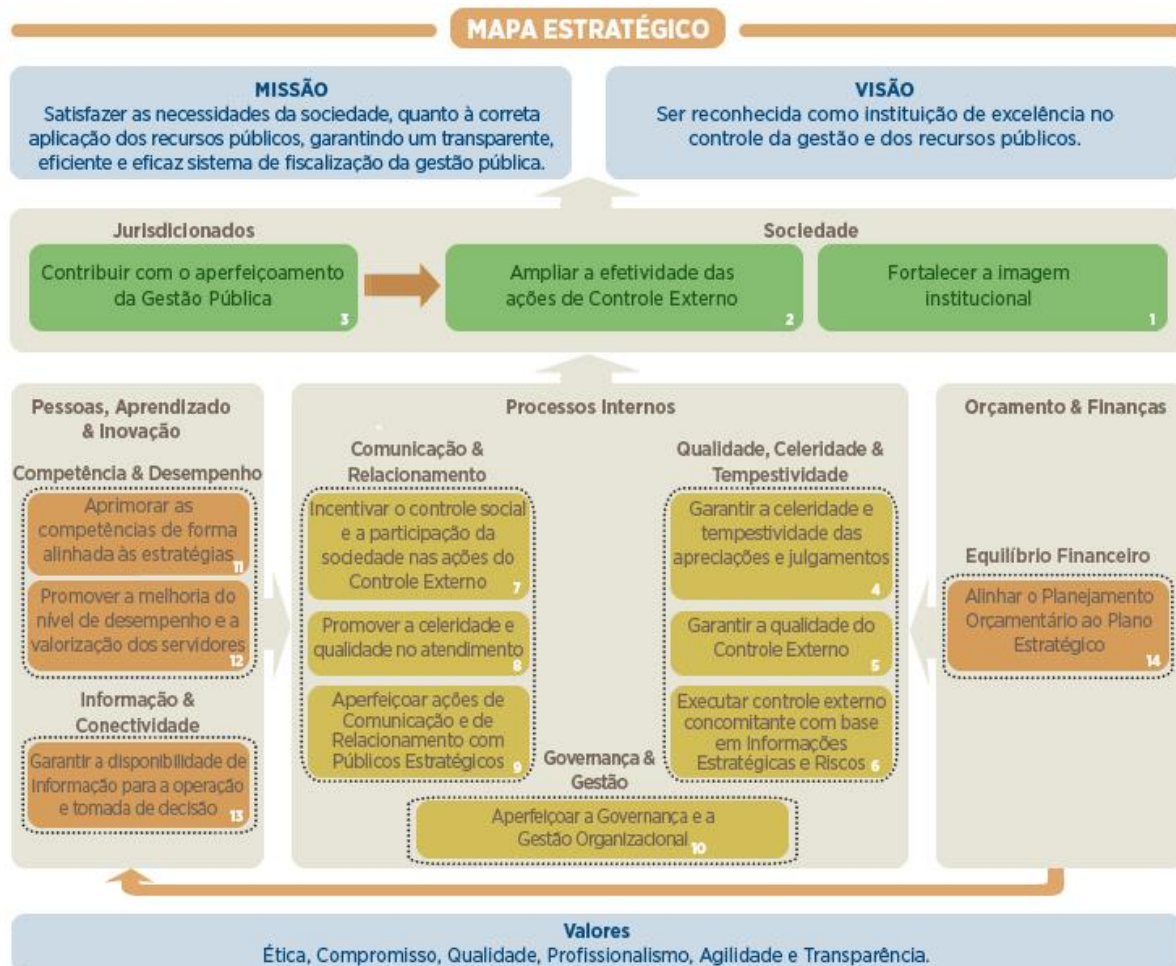 MAPA ESTRATÉGICO
MISSÃO
Satisfazer as necessidades da sociedade, quanto à correta
aplicação dos recursos públicos, garantindo um transparente,
eficiente e eficaz sistema de fiscalização da gestão pública.
VISÃO
Ser reconhecida como instituição de excelência no
controle da gestão e dos recursos públicos.
Jurisdicionados
Contribuir com o aperfeiçoamento
da Gestão Pública
3
Sociedade
Ampliar a efetividade das
ações de Controle Externo
2
Fortalecer a imagem
institucional
1
Pessoas, Aprendizado
& Inovação
Competência & Desempenho
Aprimorar as
competências de forma
alinhada às estratégias
11
Promover a melhoria do
nível de desempenho e a
valorização dos servidores
12
Informação &
Conectividade
Garantir a disponibilidade de
Informação para a operação
e tomada de decisão
13
Processos Internos
Comunicação &
Relacionamento
Incentivar o controle social
e a participação da
sociedade nas ações do
Controle Externo
7
Promover a celeridade e
qualidade no atendimento
8
Aperfeiçoar ações de
Comunicação e de
Relacionamento com
Públicos Estratégicos
9
Qualidade, Celeridade &
Tempestividade
Garantir a celeridade e
tempestividade das
apreciações e julgamentos
4
Garantir a qualidade do
Controle Externo
5
Executar controle externo
concomitante com base
em Informações
Estratégicas e Riscos
6
Governança &
Gestão
Aperfeiçoar a Governança e a
Gestão Organizacional
10
Orçamento & Finanças
Equilíbrio Financeiro
Alinhar o Planejamento
Orçamentário ao Plano
Estratégico
14
Valores
Ética, Compromisso, Qualidade, Profissionalismo, Agilidade e Transparência.